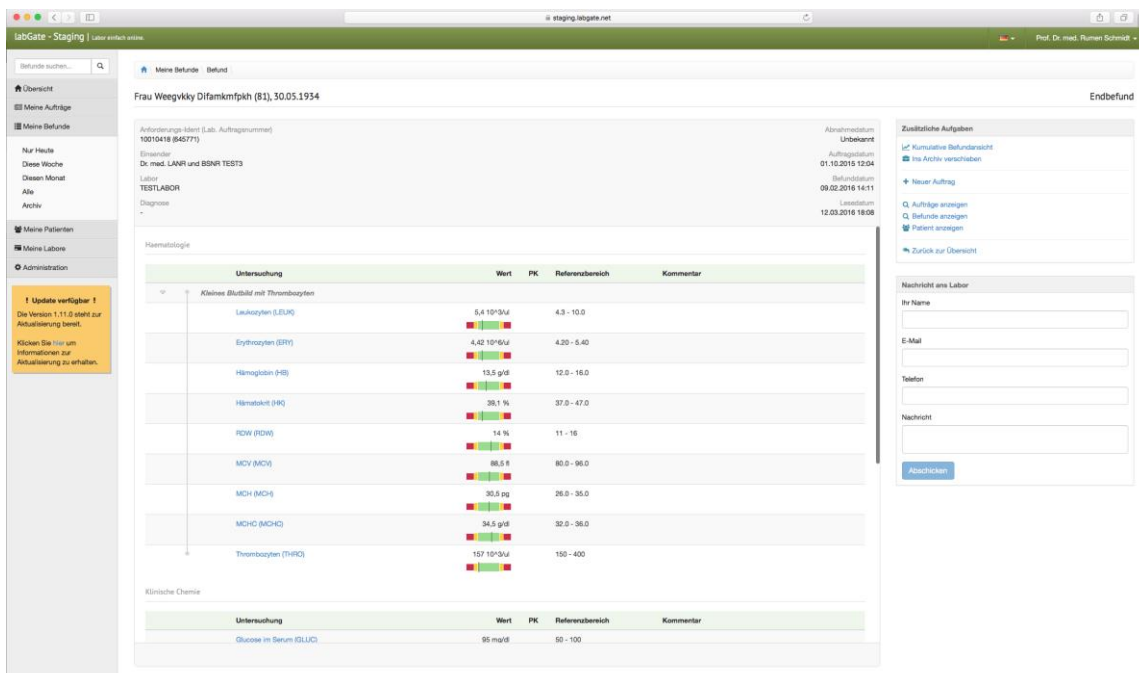 staging.labgate.net
labGate - Staging | Labor einfach online.
Prof. Dr. med. Rumen Schmidt
Befunde suchen...
Übersicht
Meine Aufträge
Meine Befunde
Nur Heute
Diese Woche
Diesen Monat
Alle
Archiv
Meine Patienten
Meine Labore
Administration
! Update verfügbar !
Die Version 1.11.0 steht zur
Aktualisierung bereit.
Klicken Sie hier um
Informationen zur
Aktualisierung zu erhalten.
Meine Befunde Befund
Frau Weegvkky Difamkmfpkh (81), 30.05.1934
Endbefund
Anforderungs-Ident (Lab. Auftragsnummer)
10010418 (645771)
Einsender
Dr. med. LANR und BSNR TEST3
Labor
TESTLABOR
Diagnose
-
Abnahmedatum
Unbekannt
Auftragsdatum
01.10.2015 12:04
Befunddatum
09.02.2016 14:11
Lesedatum
12.03.2016 18:08
Haematologie
Untersuchung Wert PK Referenzbereich Kommentar
Kleines Blutbild mit Thrombozyten
Leukozyten (LEUK) 5,4 10^3/ul 4.3 - 10.0
Erythrozyten (ERY) 4,42 10^6/ul 4.20 - 5.40
Hämoglobin (HB) 13,5 g/dl 12.0 - 16.0
Hämatokrit (HK) 39,1 % 37.0 - 47.0
RDW (RDW) 14 % 11 - 16
MCV (MCV) 88,5 fl 80.0 - 96.0
MCH (MCH) 30,5 pg 26.0 - 35.0
MCHC (MCHC) 34,5 g/dl 32.0 - 36.0
Thrombozyten (THRO) 157 10^3/ul 150 - 400
Klinische Chemie
Untersuchung Wert PK Referenzbereich Kommentar
Glucose im Serum (GLUC) 95 mg/dl 50 - 100
Zusätzliche Aufgaben
Kumulative Befundansicht
Ins Archiv verschieben
Neuer Auftrag
Aufträge anzeigen
Befunde anzeigen
Patient anzeigen
Zurück zur Übersicht
Nachricht ans Labor
Ihr Name
E-Mail
Telefon
Nachricht
Abschicken